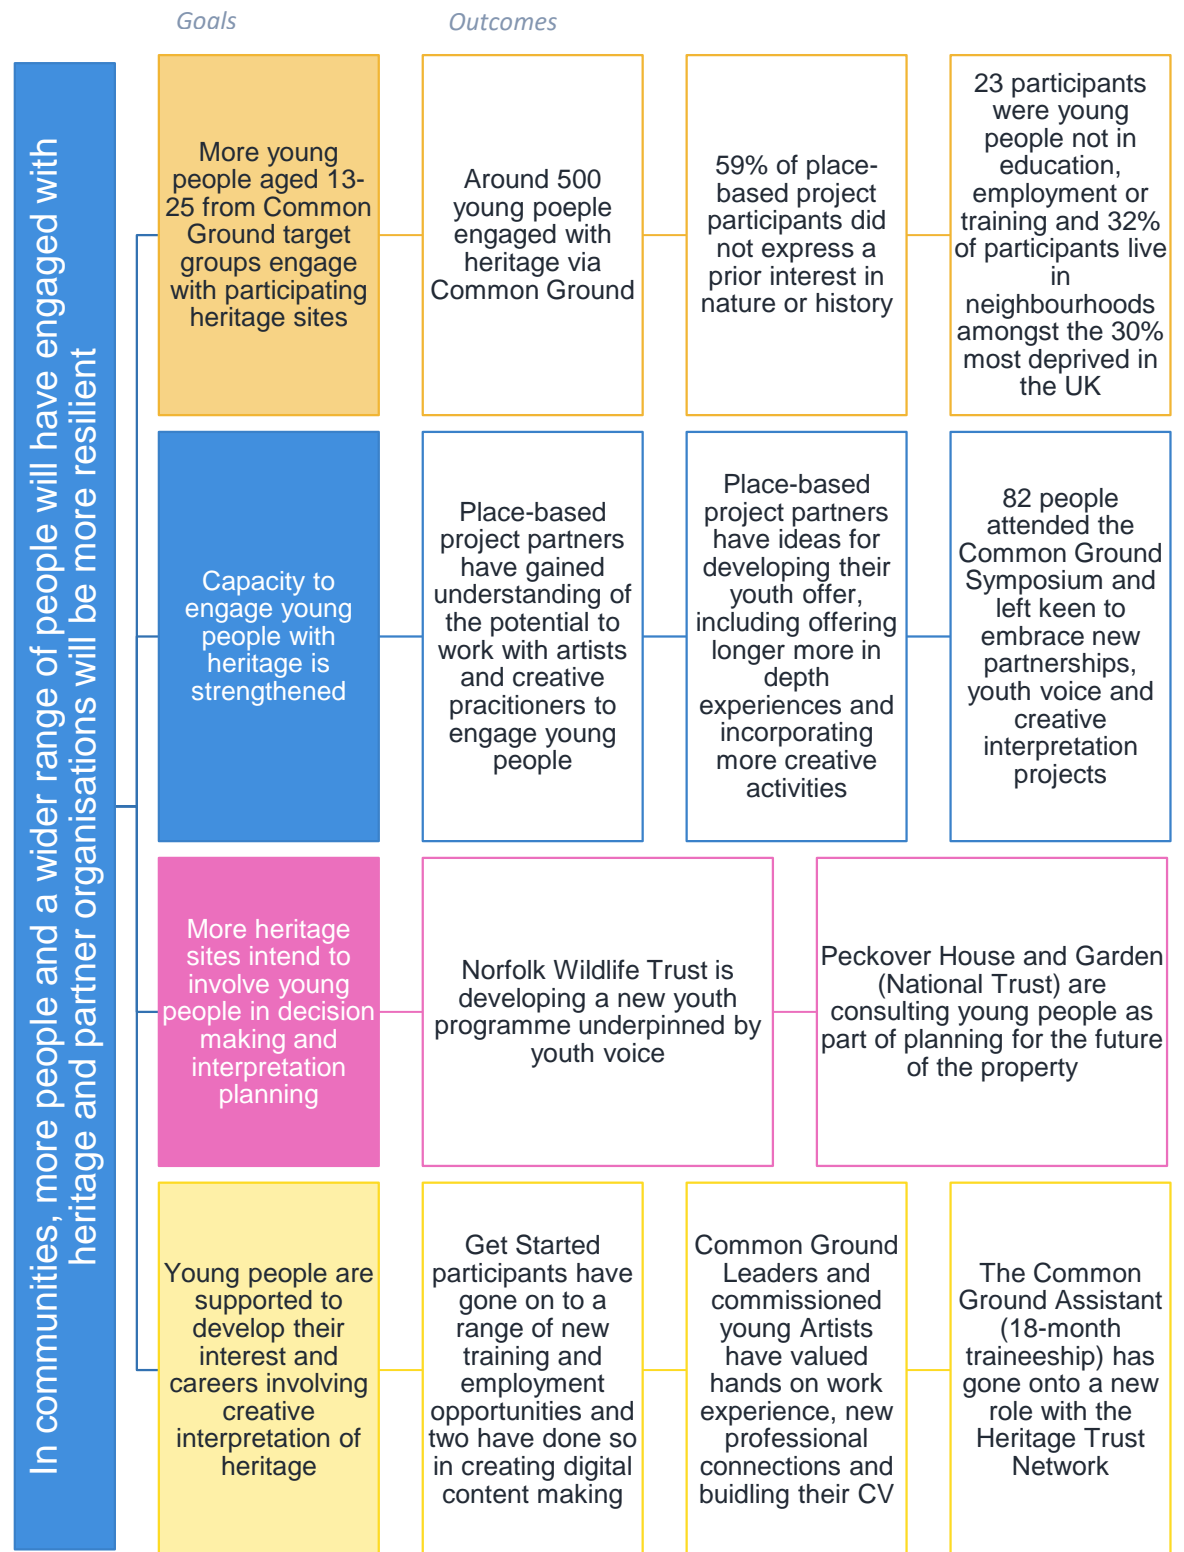 Goals
Outcomes
In communities, more people and a wider range of people will have engaged with
heritage and partner organisations will be more resilient
More young
people aged 13-
25 from Common
Ground target
groups engage
with participating
heritage sites
Around 500
young poeple
engaged with
heritage via
Common Ground
59% of place-
based project
participants did
not express a
prior interest in
nature or history
23 participants
were young
people not in
education,
employment or
training and 32%
of participants live
in
neighbourhoods
amongst the 30%
most deprived in
the UK
Capacity to
engage young
people with
heritage is
strengthened
Place-based
project partners
have gained
understanding of
the potential to
work with artists
and creative
pracitioners to
engage young
people
Place-based
project partners
have ideas for
developing their
youth offer,
including offering
longer more in
depth
experiences and
incorporating
more creative
activities
82 people
attended the
Common Ground
Symposium and
left keen to
embrace new
partnerships,
youth voice and
creative
interpretation
projects
More heritage
sites intend to
involve young
people in decision
making and
interpretation
planning
Norfolk Wildlife Trust is
developing a new youth
programme underpinned by
youth voice
Peckover House and Garden
(National Trust) are
consulting young people as
part of planning for the future
of the property
Young people are
supported to
develop their
interest and
careers involving
creative
interpretation of
heritage
Get Started
participants have
gone on to a
range of new
training and
employment
opportunities and
two have done so
in creating digital
content making
Common Ground
Leaders and
commissioned
young Artists
have valued
hands on work
experience, new
professional
connections and
buidling their CV
The Common
Ground Assistant
(18-month
traineeship) has
gone onto a new
role with the
Heritage Trust
Network